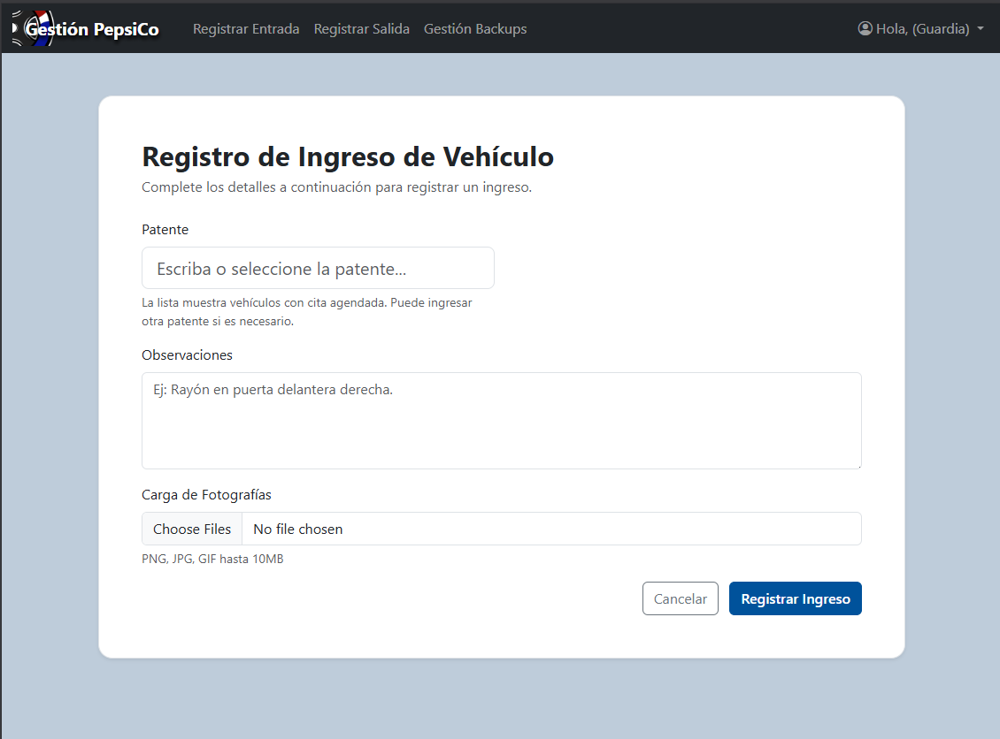 Gestión PepsiCo Registrar Entrada Registrar Salida Gestión Backups Hola, (Guardia)
Registro de Ingreso de Vehículo
Complete los detalles a continuación para registrar un ingreso.
Patente
Escriba o seleccione la patente...
La lista muestra vehículos con cita agendada. Puede ingresar
otra patente si es necesario.
Observaciones
Ej: Rayón en puerta delantera derecha.
Carga de Fotografías
Choose Files No file chosen
PNG, JPG, GIF hasta 10MB
Cancelar Registrar Ingreso